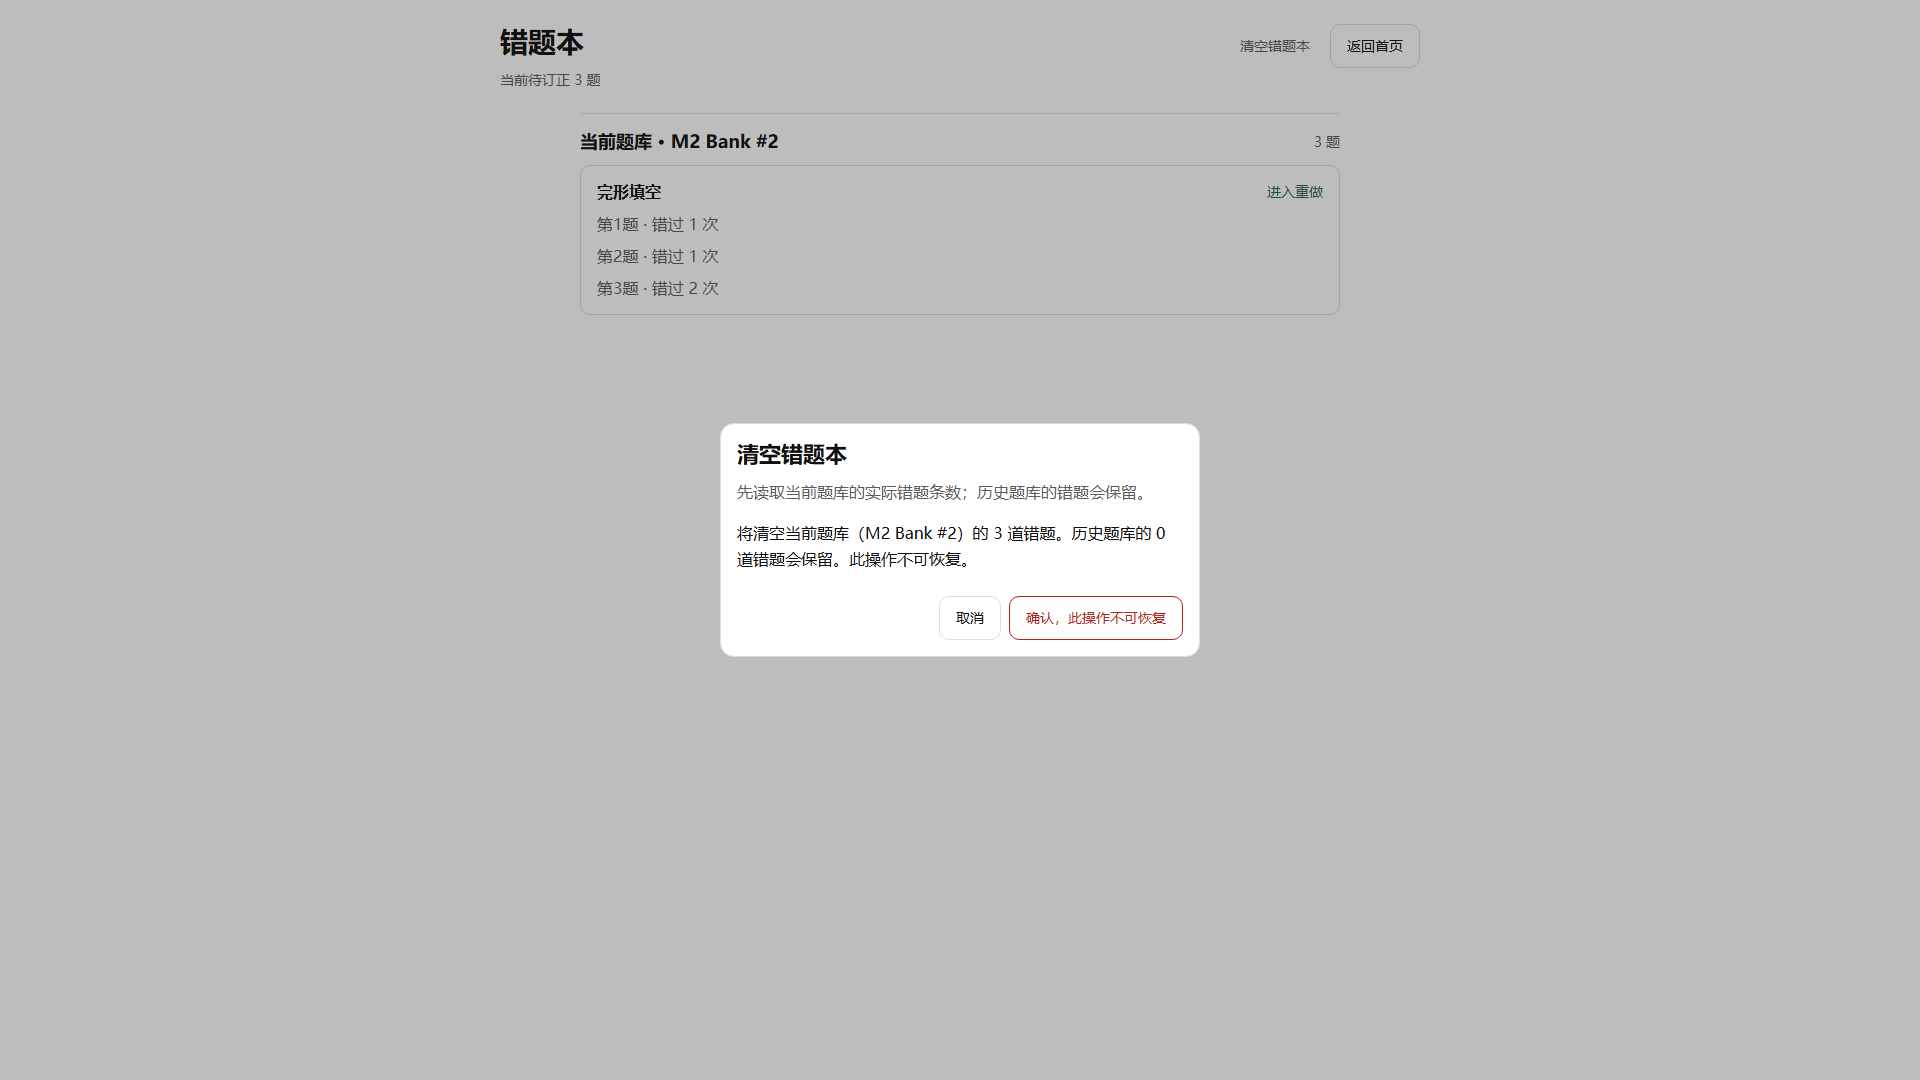 错题本
清空错题本
返回首页
当前待订正 3 题
当前题库 • M2 Bank #2
3 题
完形填空
进入重做
第1题 · 错过 1 次
第2题 · 错过 1 次
第3题 · 错过 2 次
清空错题本
先读取当前题库的实际错题条数；历史题库的错题会保留。
将清空当前题库（M2 Bank #2）的 3 道错题。历史题库的 0
道错题会保留。此操作不可恢复。
取消
确认，此操作不可恢复